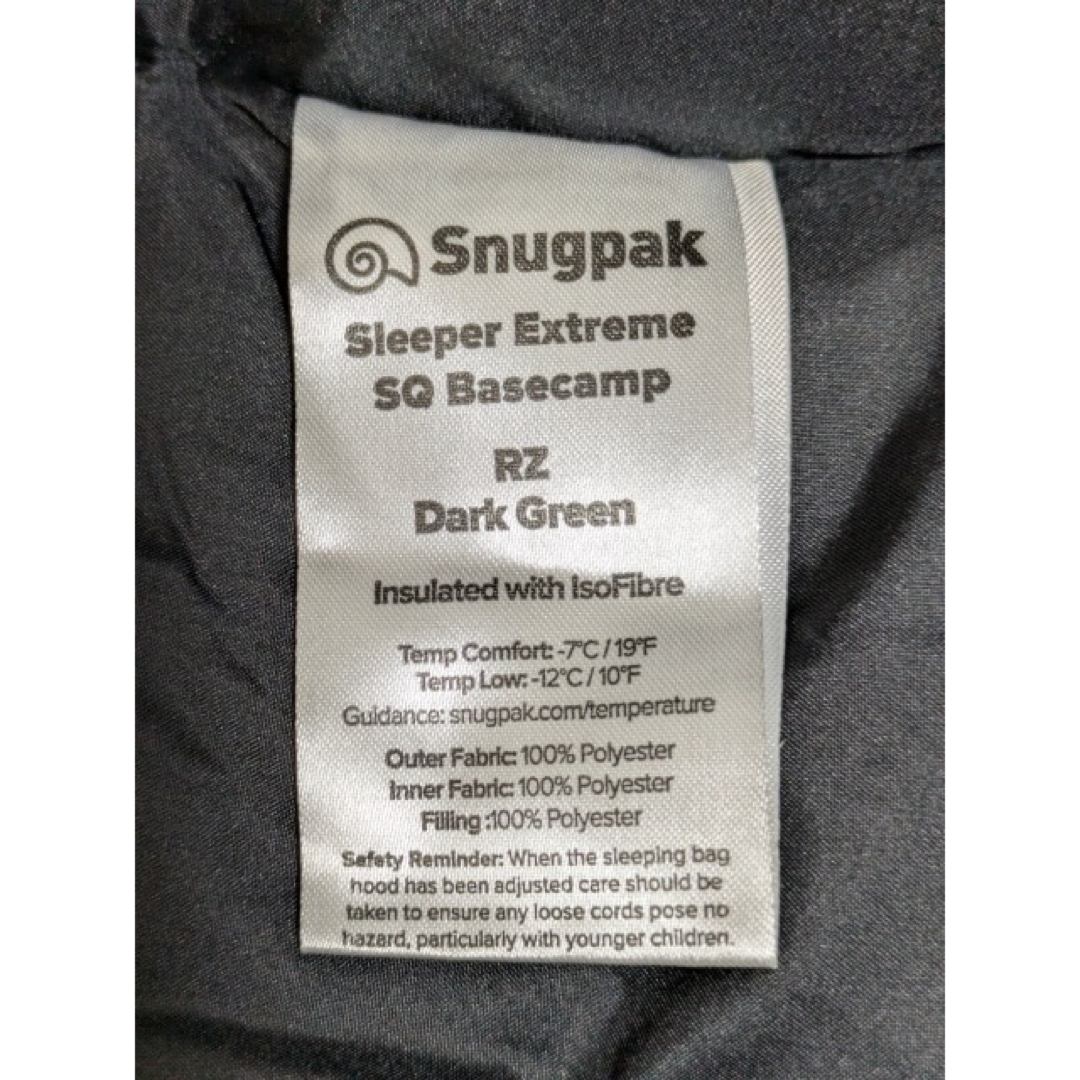 Snugpak
Sleeper Extreme
SQ Basecamp
RZ
Dark Green
Insulated with IsoFibre
Temp Comfort: -7°C / 19°F
Temp Low: -12°C / 10°F
Guidance: snugpak.com/temperature
Outer Fabric: 100% Polyester
Inner Fabric: 100% Polyester
Filling :100% Polyester
Safety Reminder: When the sleeping bag
hood has been adjusted care should be
taken to ensure any loose cords pose no
hazard, particularly with younger children.